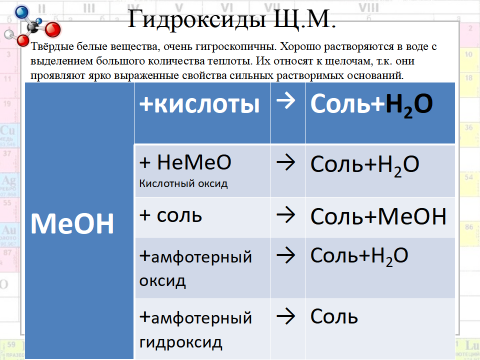 Гидроксиды Щ.М.
Твёрдые белые вещества, очень гигроскопичны. Хорошо растворяются в воде с
выделением большого количества теплоты. Их относят к щелочам, т.к. они
проявляют ярко выраженные свойства сильных растворимых оснований.
+кислоты → Соль+H₂O
+ НеМеО → Соль+H₂O
Кислотный оксид
+ соль → Соль+МеОН
МеОН
+амфотерный → Соль+H₂O
оксид
+амфотерный → Соль
гидроксид